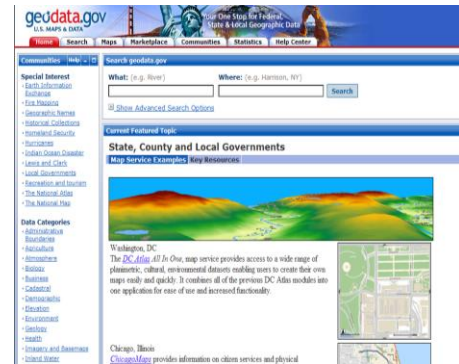 geodata.gov
U.S. MAPS & DATA
Your One Stop for Federal,
State & Local Geographic Data
Home Search Maps Marketplace Communities Statistics Help Center
Communities Help
Special Interest
Earth Information
Exchange
Fire Mapping
Geographic Names
Historical Collections
Homeland Security
Hurricanes
Indian Ocean Disaster
Lewis and Clark
Local Governments
Recreation and tourism
The National Atlas
The National Map
Data Categories
Administrative
Boundaries
Agriculture
Atmosphere
Biology
Business
Cadastral
Demographic
Elevation
Environment
Geology
Health
Imagery and Basemaps
Inland Water
Search geodata.gov
What: (e.g. River) Where: (e.g. Harrison, NY)
Search
Show Advanced Search Options
Current Featured Topic
State, County and Local Governments
Map Service Examples Key Resources
Washington, DC
The DC Atlas All In One, map service provides access to a wide range of
planimetric, cultural, environmental datasets enabling users to create their own
maps easily and quickly. It combines all of the previous DC Atlas modules into
one application for ease of use and increased functionality.
Chicago, Illinois
ChicagoMaps provides information on citizen services and physical